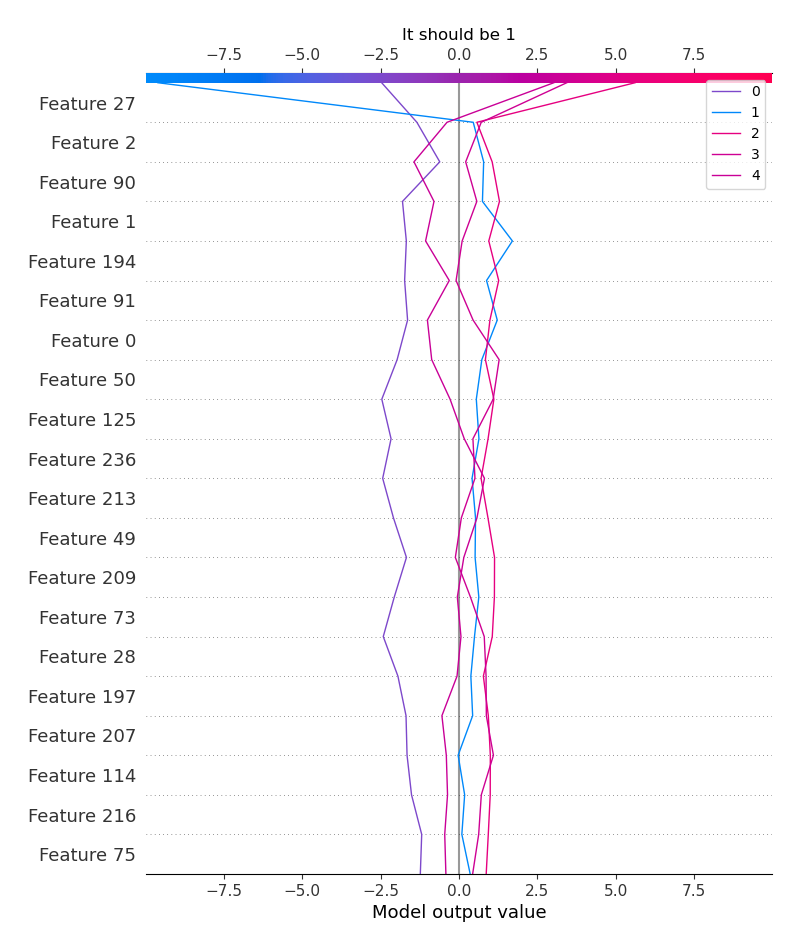 It should be 1
−7.5 −5.0 −2.5 0.0 2.5 5.0 7.5
0
1
2
3
4
Feature 27
Feature 2
Feature 90
Feature 1
Feature 194
Feature 91
Feature 0
Feature 50
Feature 125
Feature 236
Feature 213
Feature 49
Feature 209
Feature 73
Feature 28
Feature 197
Feature 207
Feature 114
Feature 216
Feature 75
−7.5 −5.0 −2.5 0.0 2.5 5.0 7.5
Model output value